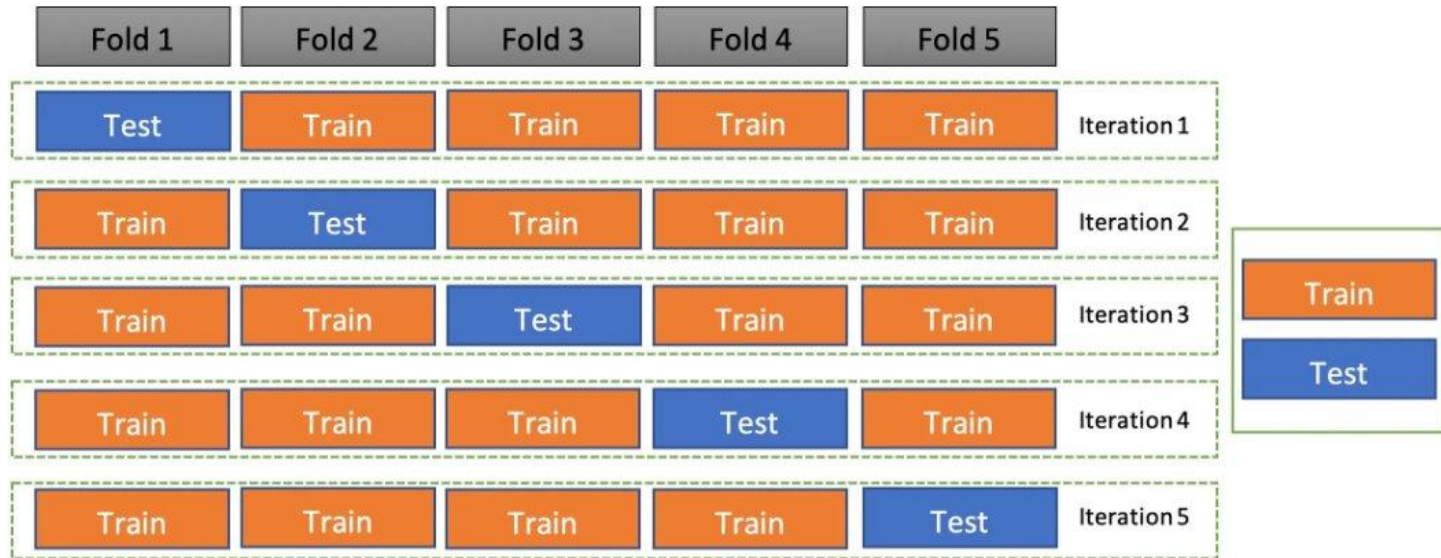 Fold 1 Fold 2 Fold 3 Fold 4 Fold 5
Test Train Train Train Train Iteration 1
Train Test Train Train Train Iteration 2
Train Train Test Train Train Iteration 3
Train Train Train Test Train Iteration 4
Train Train Train Train Test Iteration 5
Train
Test